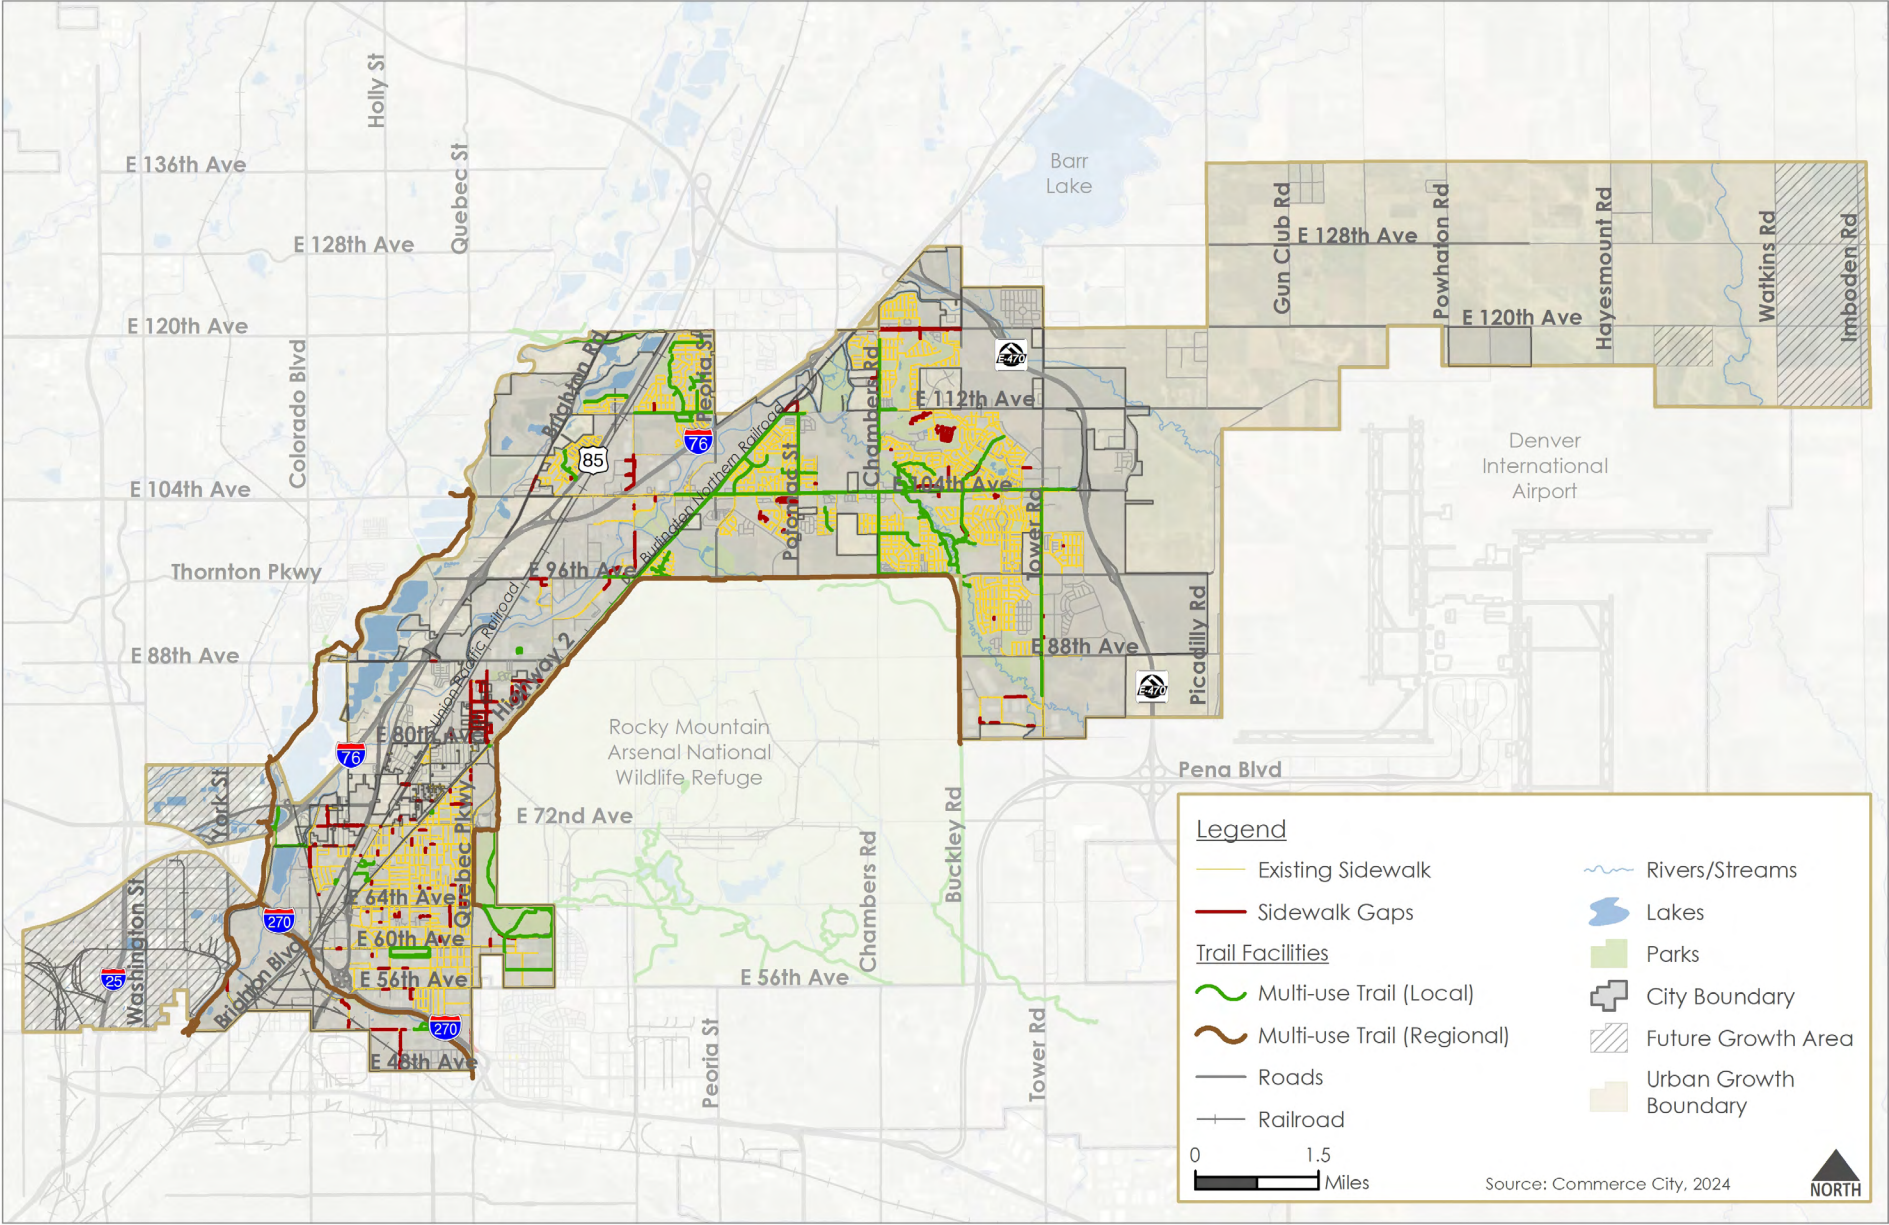 Holly St
Quebec St
E 136th Ave
Barr
Lake
E 128th Ave
Gun Club Rd
E 128th Ave
Powhaton Rd
Hayesmount Rd
Watkins Rd
Imboden Rd
E 120th Ave
E 120th Ave
Colorado Blvd
Brighton Rd
Peoria St
E-470
Chambers Rd
E 112th Ave
76
85
Burlington Northern Railroad
Potomac St
Denver
International
Airport
E 104th Ave
E 104th Ave
Tower Rd
Thornton Pkwy
E 96th Ave
Union Pacific Railroad
Highway 2
E 88th Ave
E 88th Ave
Picadilly Rd
E-470
Rocky Mountain
Arsenal National
Wildlife Refuge
E 80th Ave
76
Pena Blvd
York St
E 72nd Ave
Quebec Pkwy
Chambers Rd
Buckley Rd
Washington St
E 64th Ave
270
E 60th Ave
Brighton Blvd
25
E 56th Ave
E 56th Ave
270
E 48th Ave
Peoria St
Tower Rd
Legend
Existing Sidewalk
Sidewalk Gaps
Trail Facilities
Multi-use Trail (Local)
Multi-use Trail (Regional)
Roads
Railroad
Rivers/Streams
Lakes
Parks
City Boundary
Future Growth Area
Urban Growth
Boundary
0 1.5
Miles
Source: Commerce City, 2024
NORTH